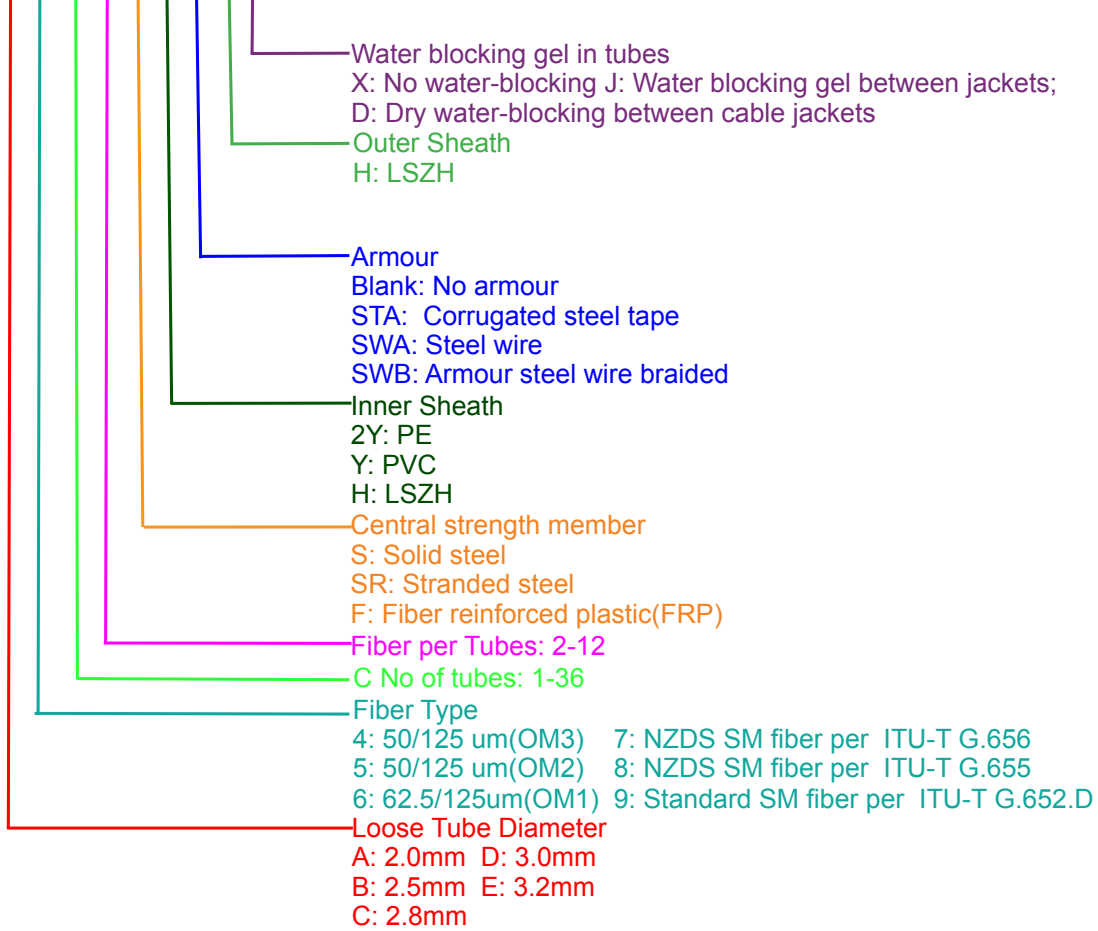 Water blocking gel in tubes
X: No water-blocking J: Water blocking gel between jackets;
D: Dry water-blocking between cable jackets
Outer Sheath
H: LSZH
Armour
Blank: No armour
STA: Corrugated steel tape
SWA: Steel wire
SWB: Armour steel wire braided
Inner Sheath
2Y: PE
Y: PVC
H: LSZH
Central strength member
S: Solid steel
SR: Stranded steel
F: Fiber reinforced plastic(FRP)
Fiber per Tubes: 2-12
C No of tubes: 1-36
Fiber Type
4: 50/125 um(OM3) 7: NZDS SM fiber per ITU-T G.656
5: 50/125 um(OM2) 8: NZDS SM fiber per ITU-T G.655
6: 62.5/125um(OM1) 9: Standard SM fiber per ITU-T G.652.D
Loose Tube Diameter
A: 2.0mm D: 3.0mm
B: 2.5mm E: 3.2mm
C: 2.8mm